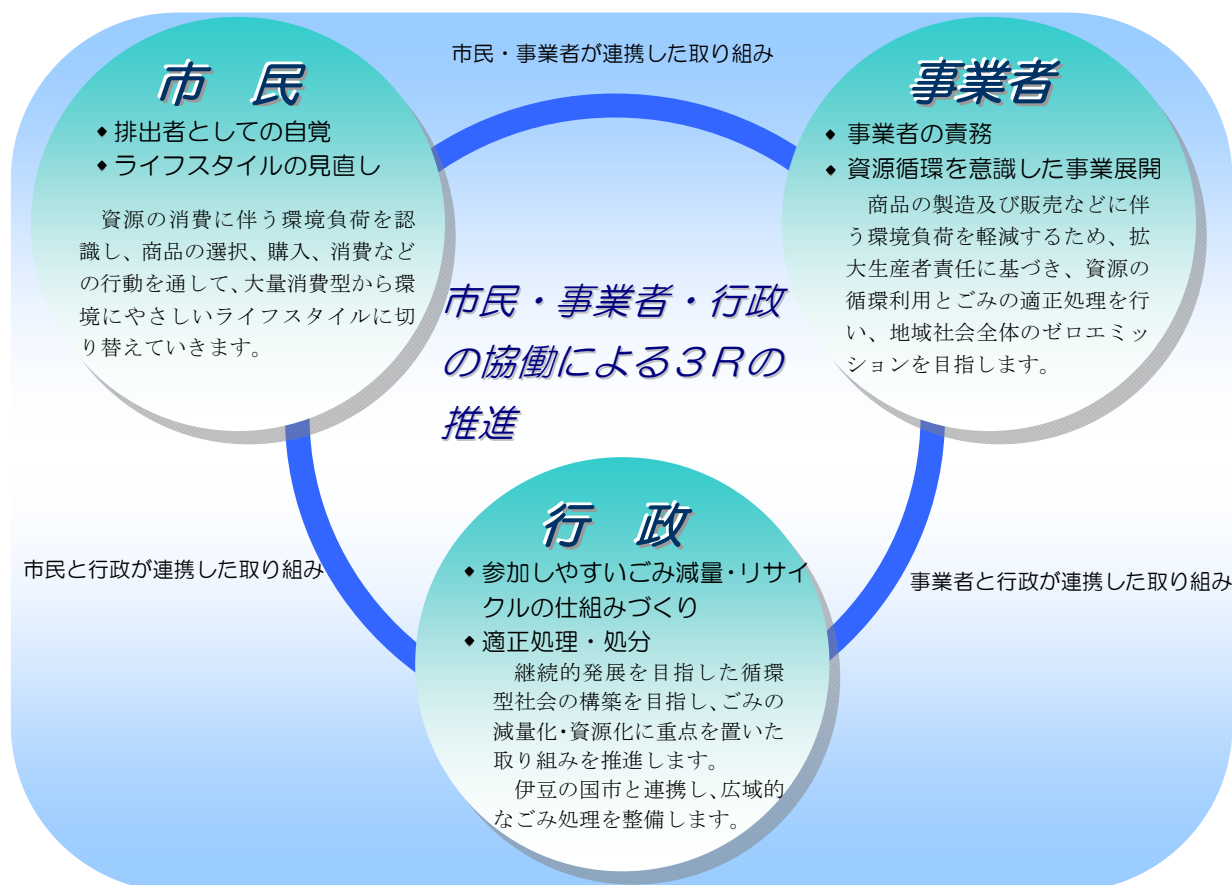 市民・事業者が連携した取り組み
市　民
◆ 排出者としての自覚
◆ ライフスタイルの見直し
　資源の消費に伴う環境負荷を認
識し、商品の選択、購入、消費など
の行動を通して、大量消費型から環
境にやさしいライフスタイルに切
り替えていきます。
事業者
◆ 事業者の責務
◆ 資源循環を意識した事業展開
　商品の製造及び販売などに伴
う環境負荷を軽減するため、拡
大生産者責任に基づき、資源の
循環利用とごみの適正処理を行
い、地域社会全体のゼロエミッ
ションを目指します。
市民・事業者・行政
の協働による３Ｒの
推進
市民と行政が連携した取り組み
行　政
◆ 参加しやすいごみ減量・リサイ
クルの仕組みづくり
◆ 適正処理・処分
　継続的発展を目指した循環
型社会の構築を目指し、ごみの
減量化・資源化に重点を置いた
取り組みを推進します。
　伊豆の国市と連携し、広域的
なごみ処理を整備します。
事業者と行政が連携した取り組み